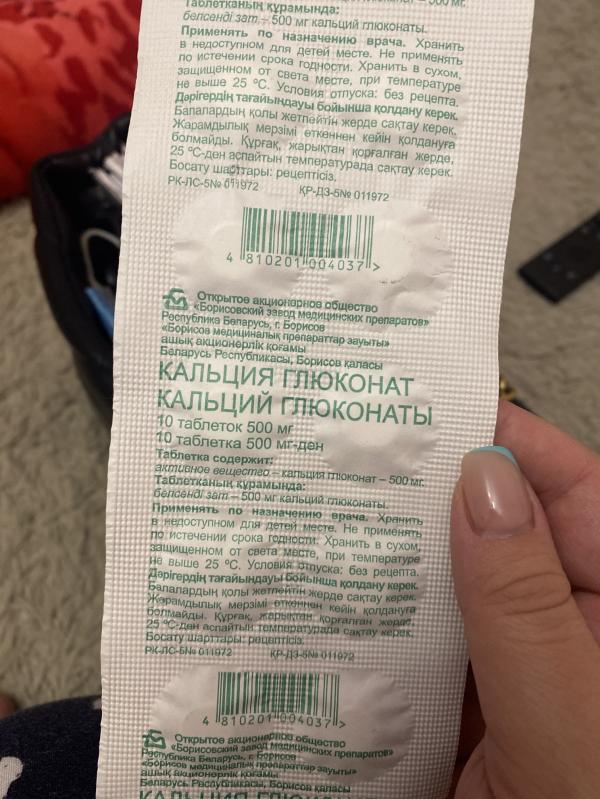 500 мг.
Таблетканың құрамында:
белсенді зат – 500 мг кальций глюконаты.
Применять по назначению врача. Хранить
в недоступном для детей месте. Не применять
по истечении срока годности. Хранить в сухом,
защищенном от света месте, при температуре
не выше 25 °С. Условия отпуска: без рецепта.
Дәрігердің тағайындауы бойынша қолдану керек.
Балалардың қолы жетпейтін жерде сақтау керек.
Жарамдылық мерзімі өткеннен кейін қолдануға
болмайды. Құрғақ, жарықтан қорғалған жерде,
25 °С-ден аспайтын температурада сақтау керек.
Босату шарттары: рецептісіз.
РК-ЛС-5№ 011972 ҚР-ДЗ-5№ 011972
4 810201 004037 >
Открытое акционерное общество
«Борисовский завод медицинских препаратов»
Республика Беларусь, г. Борисов
«Борисов медициналық препараттар зауыты»
ашық акционерлік қоғамы
Беларусь Республикасы, Борисов қаласы
КАЛЬЦИЯ ГЛЮКОНАТ
КАЛЬЦИЙ ГЛЮКОНАТЫ
10 таблеток 500 мг
10 таблетка 500 мг-ден
Таблетка содержит:
активное вещество – кальция глюконат – 500 мг.
Таблетканың құрамында:
белсенді зат – 500 мг кальций глюконаты.
Применять по назначению врача. Хранить
в недоступном для детей месте. Не применять
по истечении срока годности. Хранить в сухом,
защищенном от света месте, при температуре
не выше 25 °С. Условия отпуска: без рецепта.
Дәрігердің тағайындауы бойынша қолдану керек.
Балалардың қолы жетпейтін жерде сақтау керек.
Жарамдылық мерзімі өткеннен кейін қолдануға
болмайды. Құрғақ, жарықтан қорғалған жерде,
25 °С-ден аспайтын температурада сақтау керек.
Босату шарттары: рецептісіз.
РК-ЛС-5№ 011972 ҚР-ДЗ-5№ 011972
4 810201 004037 >
Открытое акционерное общество
«Борисовский завод медицинских препаратов»
Республика Беларусь, г. Борисов
«Борисов медициналық препараттар зауыты»
ашық акционерлік қоғамы
Беларусь Республикасы, Борисов қаласы
КАЛЬЦИЯ